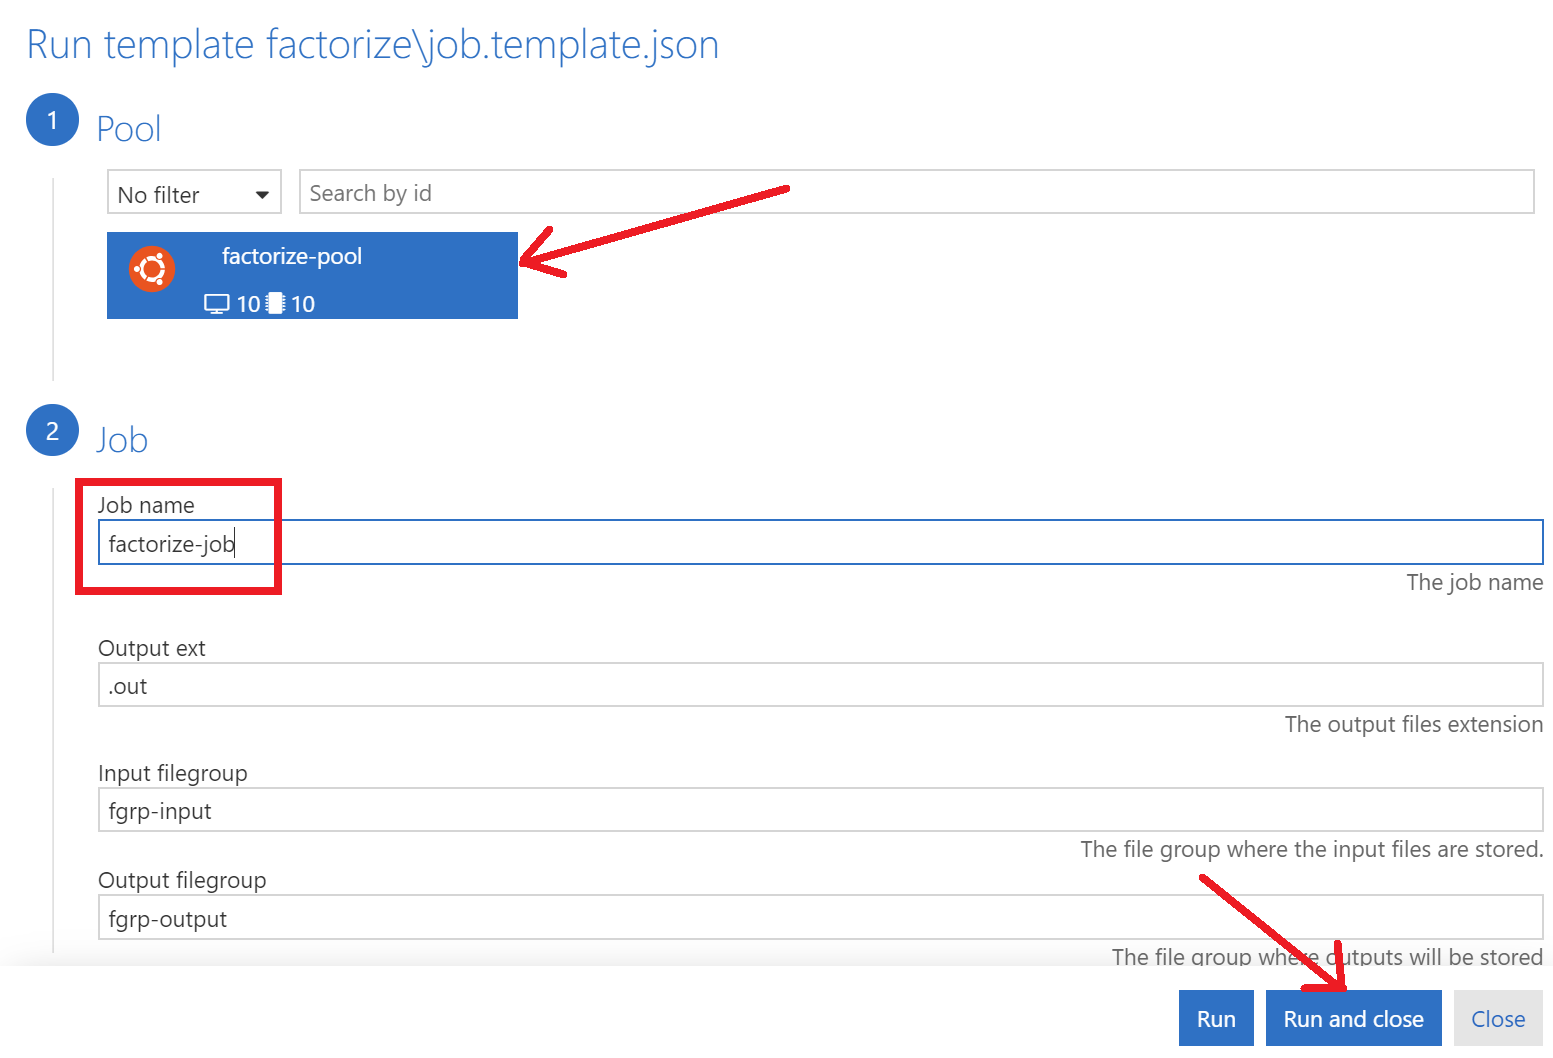 Run template factorize\job.template.json
1 Pool
No filter Search by id
factorize-pool
10 10
2 Job
Job name
factorize-job
The job name
Output ext
.out
The output files extension
Input filegroup
fgrp-input
The file group where the input files are stored.
Output filegroup
fgrp-output
The file group where outputs will be stored
Run Run and close Close